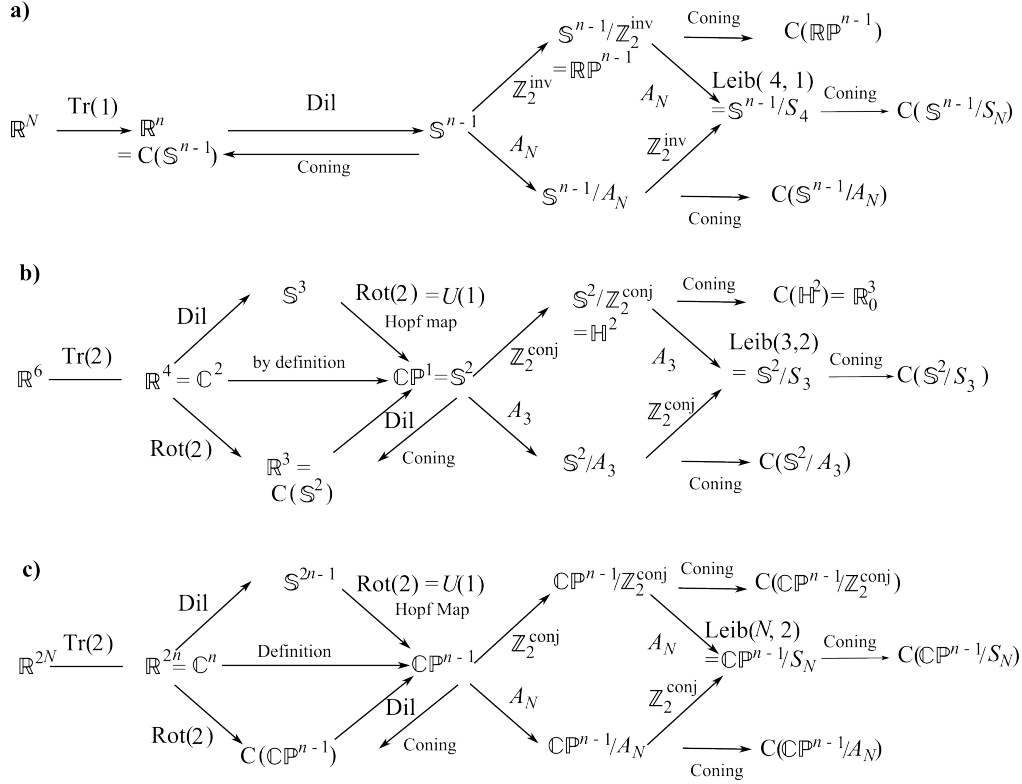 a)
ℝ^N Tr(1) ℝ^n = C(𝕊^{n-1}) Dil Coning 𝕊^{n-1}
ℤ_2^{inv} 𝕊^{n-1}/ℤ_2^{inv} = ℝℙ^{n-1} Coning C(ℝℙ^{n-1})
A_N 𝕊^{n-1}/A_N Coning C(𝕊^{n-1}/A_N)
A_N ℤ_2^{inv} Leib( 4, 1) = 𝕊^{n-1}/S_4 Coning C(𝕊^{n-1}/S_N)
b)
ℝ^6 Tr(2) ℝ^4 = ℂ^2 by definition ℂℙ^1 = 𝕊^2
Dil 𝕊^3 Rot(2) = U(1) Hopf map
Rot(2) ℝ^3 = C(𝕊^2) Dil Coning
ℤ_2^{conj} 𝕊^2/ℤ_2^{conj} = ℍ^2 Coning C(ℍ^2) = ℝ_0^3
A_3 𝕊^2/A_3 Coning C(𝕊^2/A_3)
A_3 ℤ_2^{conj} Leib(3,2) = 𝕊^2/S_3 Coning C(𝕊^2/S_3)
c)
ℝ^{2N} Tr(2) ℝ^{2n} = ℂ^n Definition ℂℙ^{n-1}
Dil 𝕊^{2n-1} Rot(2) = U(1) Hopf Map
Rot(2) C(ℂℙ^{n-1}) Dil Coning
ℤ_2^{conj} ℂℙ^{n-1}/ℤ_2^{conj} Coning C(ℂℙ^{n-1}/ℤ_2^{conj})
A_N ℂℙ^{n-1}/A_N Coning C(ℂℙ^{n-1}/A_N)
A_N ℤ_2^{conj} Leib(N, 2) = ℂℙ^{n-1}/S_N Coning C(ℂℙ^{n-1}/S_N)